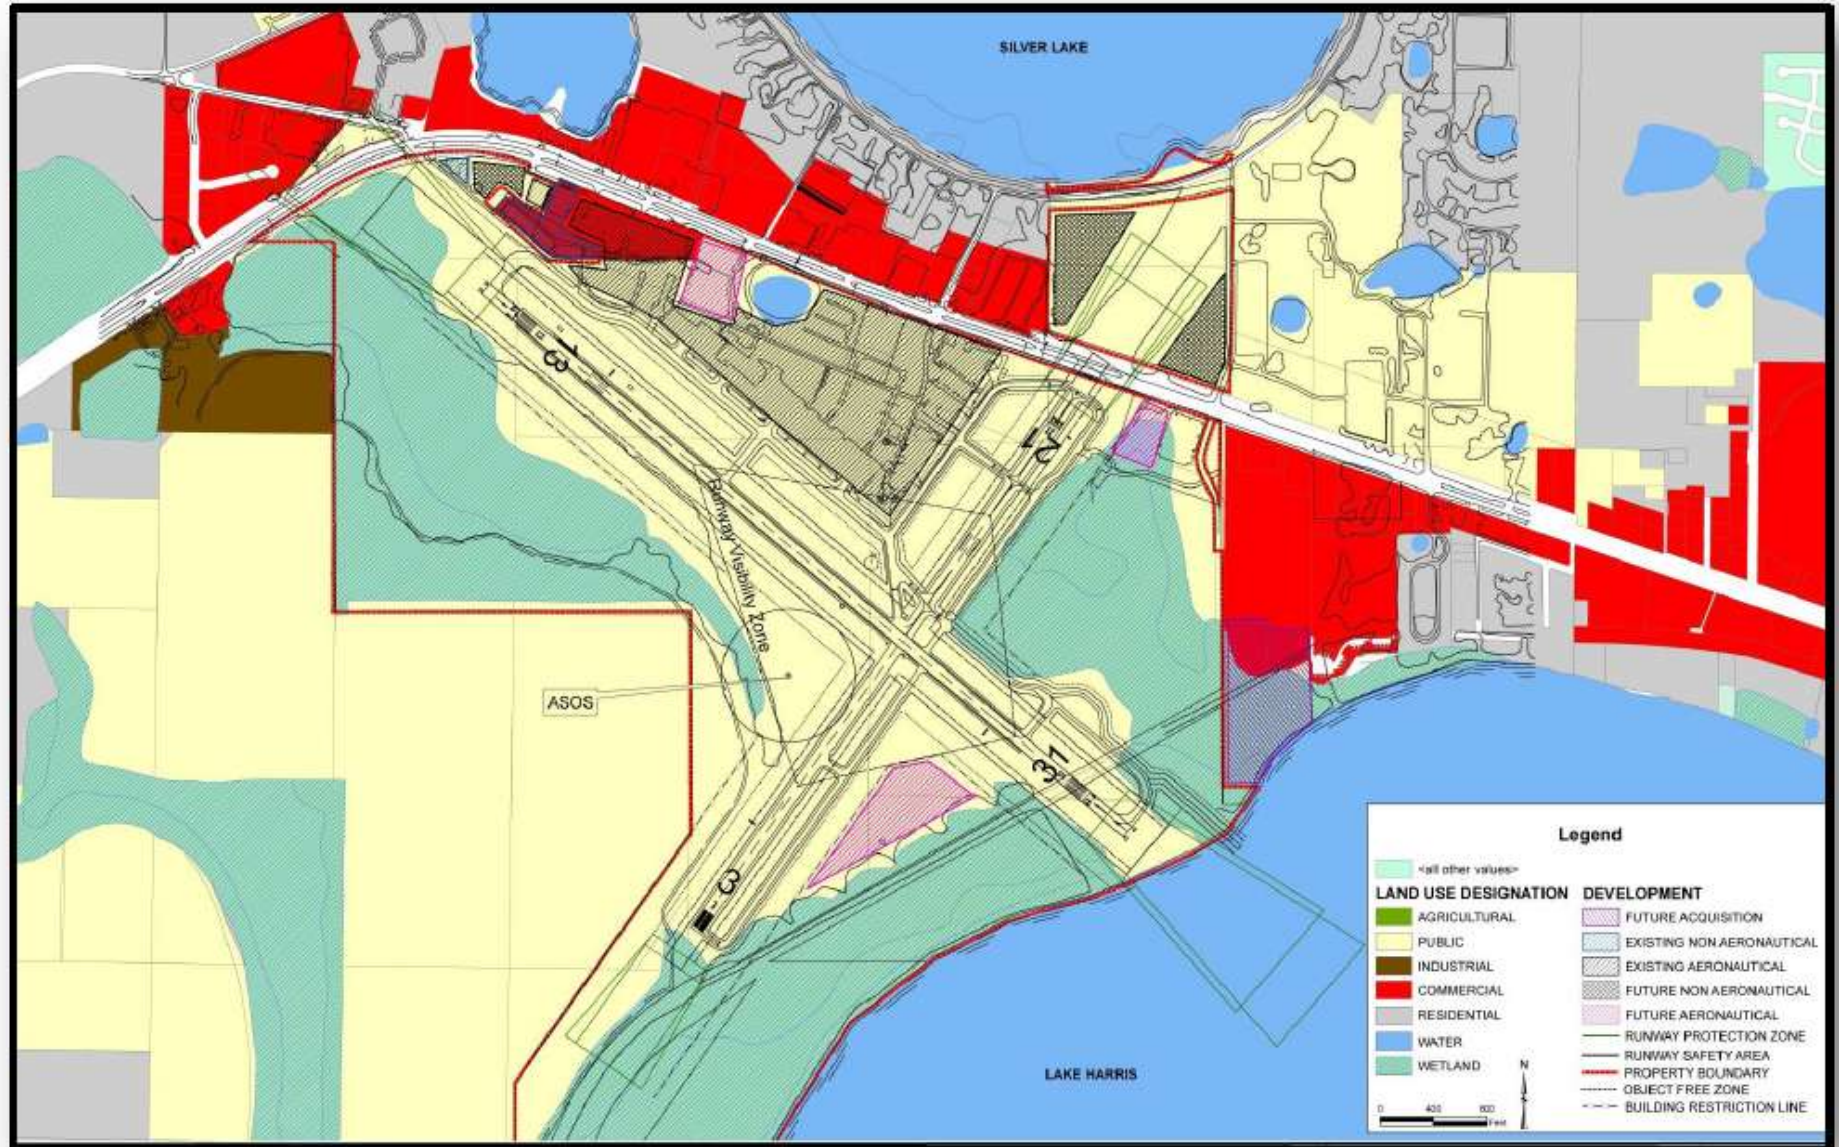 SILVER LAKE
13
21
Runway Visibility Zone
ASOS
31
3
LAKE HARRIS
Legend
<all other values>
LAND USE DESIGNATION
AGRICULTURAL
PUBLIC
INDUSTRIAL
COMMERCIAL
RESIDENTIAL
WATER
WETLAND
DEVELOPMENT
FUTURE ACQUISITION
EXISTING NON AERONAUTICAL
EXISTING AERONAUTICAL
FUTURE NON AERONAUTICAL
FUTURE AERONAUTICAL
RUNWAY PROTECTION ZONE
RUNWAY SAFETY AREA
PROPERTY BOUNDARY
OBJECT FREE ZONE
BUILDING RESTRICTION LINE
N
0 400 800
Feet